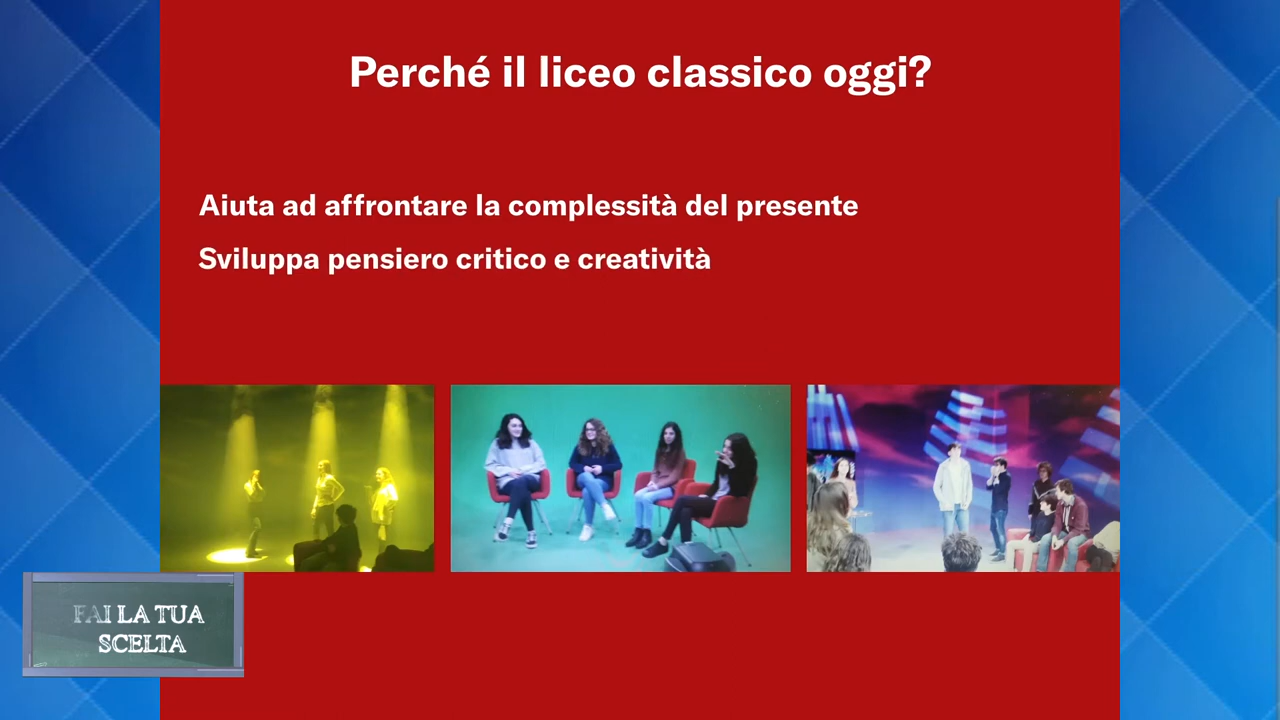 Perché il liceo classico oggi?
Aiuta ad affrontare la complessità del presente
Sviluppa pensiero critico e creatività
FAI LA TUA
SCELTA